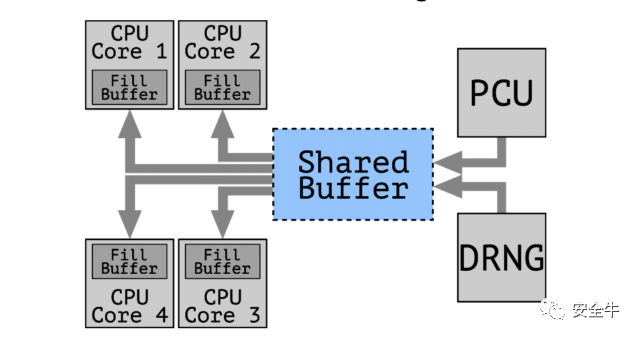 CPU
Core 1
Fill
Buffer
CPU
Core 2
Fill
Buffer
Shared
Buffer
PCU
DRNG
Fill
Buffer
CPU
Core 4
Fill
Buffer
CPU
Core 3
安全牛